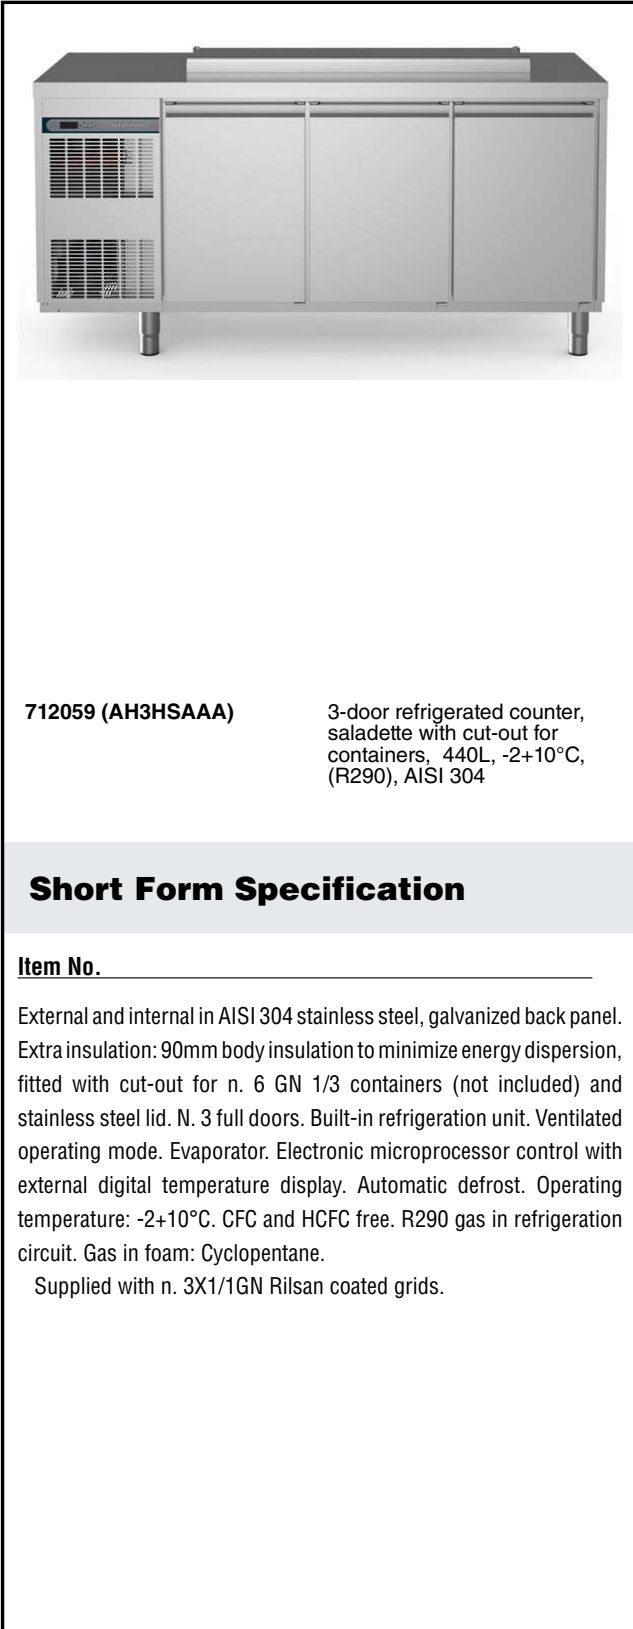 712059 (AH3HSAAA)
3-door refrigerated counter,
saladette with cut-out for
containers,  440L, -2+10°C,
(R290), AISI 304
Short Form Specification
Item No.
External and internal in AISI 304 stainless steel, galvanized back panel.
Extra insulation: 90mm body insulation to minimize energy dispersion,
fitted with cut-out for n. 6 GN 1/3 containers (not included) and
stainless steel lid. N. 3 full doors. Built-in refrigeration unit. Ventilated
operating mode. Evaporator. Electronic microprocessor control with
external digital temperature display. Automatic defrost. Operating
temperature: -2+10°C. CFC and HCFC free. R290 gas in refrigeration
circuit. Gas in foam: Cyclopentane.
Supplied with n. 3X1/1GN Rilsan coated grids.